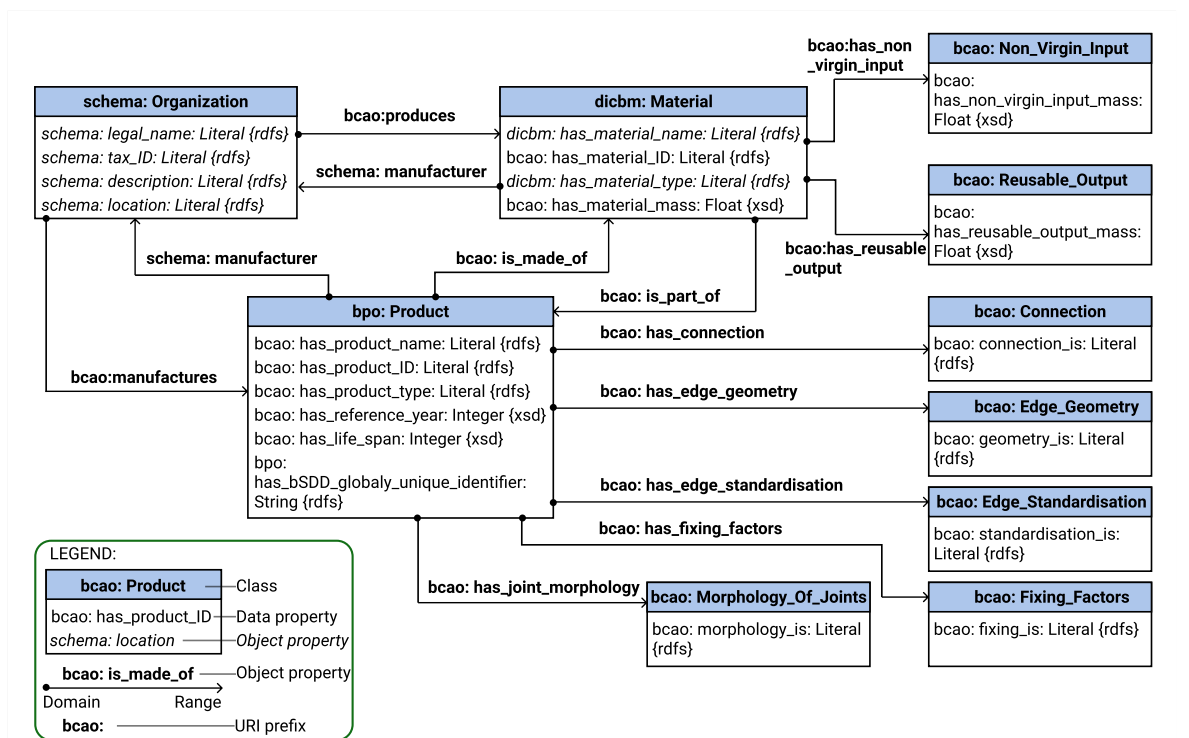 bcao:has_non
_virgin_input
bcao: Non_Virgin_Input
bcao:
has_non_virgin_input_mass:
Float {xsd}
schema: Organization
schema: legal_name: Literal {rdfs}
schema: tax_ID: Literal {rdfs}
schema: description: Literal {rdfs}
schema: location: Literal {rdfs}
bcao:produces
schema: manufacturer
dicbm: Material
dicbm: has_material_name: Literal {rdfs}
bcao: has_material_ID: Literal {rdfs}
dicbm: has_material_type: Literal {rdfs}
bcao: has_material_mass: Float {xsd}
bcao: Reusable_Output
bcao:
has_reusable_output_mass:
Float {xsd}
bcao:has_reusable
_output
schema: manufacturer
bcao: is_made_of
bcao: is_part_of
bcao:manufactures
bpo: Product
bcao: has_product_name: Literal {rdfs}
bcao: has_product_ID: Literal {rdfs}
bcao: has_product_type: Literal {rdfs}
bcao: has_reference_year: Integer {xsd}
bcao: has_life_span: Integer {xsd}
bpo:
has_bSDD_globaly_unique_identifier:
String {rdfs}
bcao: has_connection
bcao: Connection
bcao: connection_is: Literal
{rdfs}
bcao: has_edge_geometry
bcao: Edge_Geometry
bcao: geometry_is: Literal
{rdfs}
bcao: has_edge_standardisation
bcao: Edge_Standardisation
bcao: standardisation_is:
Literal {rdfs}
bcao: has_fixing_factors
bcao: Fixing_Factors
bcao: fixing_is: Literal {rdfs}
bcao: has_joint_morphology
bcao: Morphology_Of_Joints
bcao: morphology_is: Literal
{rdfs}
LEGEND:
bcao: Product
Class
bcao: has_product_ID
Data property
schema: location
Object property
bcao: is_made_of
Object property
Domain
Range
bcao:
URI prefix